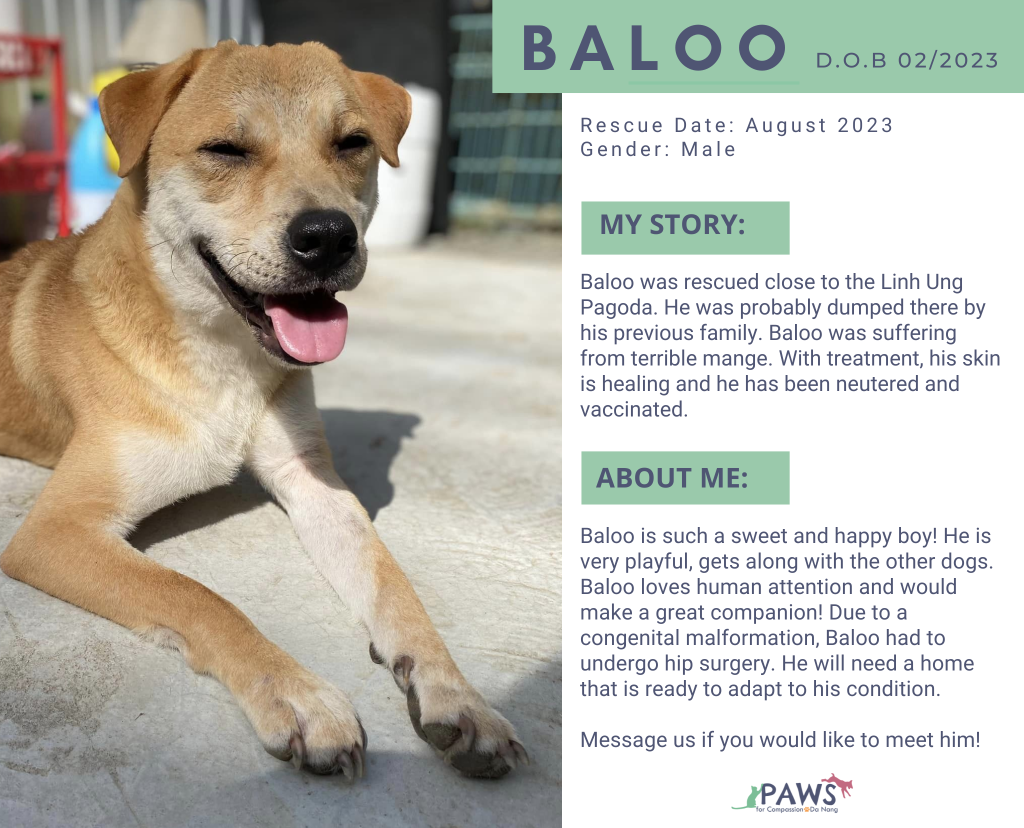 BALOO D.O.B 02/2023
Rescue Date: August 2023
Gender: Male
MY STORY:
Baloo was rescued close to the Linh Ung
Pagoda. He was probably dumped there by
his previous family. Baloo was suffering
from terrible mange. With treatment, his skin
is healing and he has been neutered and
vaccinated.
ABOUT ME:
Baloo is such a sweet and happy boy! He is
very playful, gets along with the other dogs.
Baloo loves human attention and would
make a great companion! Due to a
congenital malformation, Baloo had to
undergo hip surgery. He will need a home
that is ready to adapt to his condition.
Message us if you would like to meet him!
PAWS
for Compassion@Da Nang